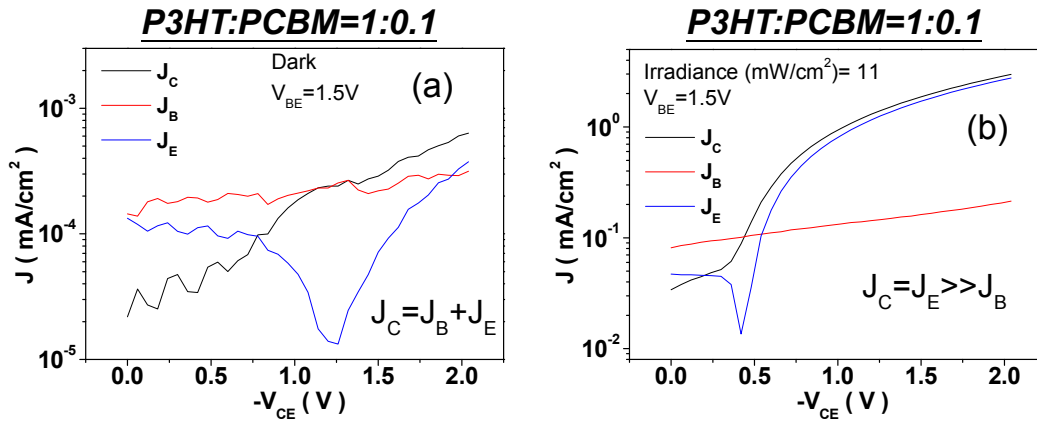 P3HT:PCBM=1:0.1
Dark
V_BE=1.5V
(a)
J_C
J_B
J_E
J_C=J_B+J_E
10^-3
10^-4
10^-5
J ( mA/cm^2 )
0.0 0.5 1.0 1.5 2.0
-V_CE ( V )
P3HT:PCBM=1:0.1
Irradiance (mW/cm^2)= 11
V_BE=1.5V
(b)
J_C
J_B
J_E
J_C=J_E>>J_B
10^0
10^-1
10^-2
J ( mA/cm^2 )
0.0 0.5 1.0 1.5 2.0
-V_CE ( V )